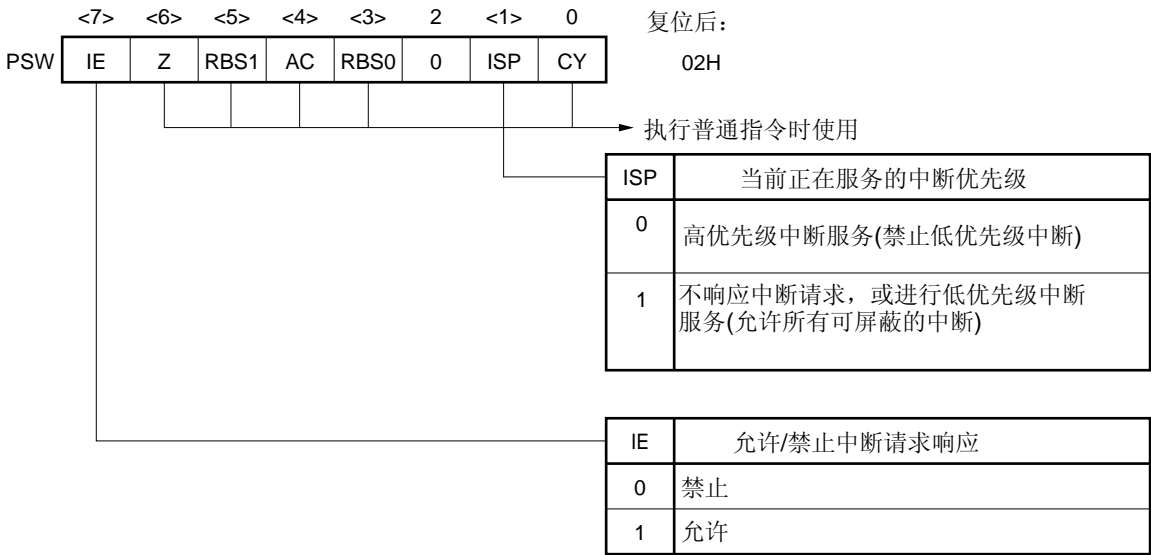 <7> <6> <5> <4> <3> 2 <1> 0 复位后:
PSW IE Z RBS1 AC RBS0 0 ISP CY 02H
执行普通指令时使用
ISP 当前正在服务的中断优先级
0 高优先级中断服务(禁止低优先级中断)
1 不响应中断请求，或进行低优先级中断
服务(允许所有可屏蔽的中断)
IE 允许/禁止中断请求响应
0 禁止
1 允许